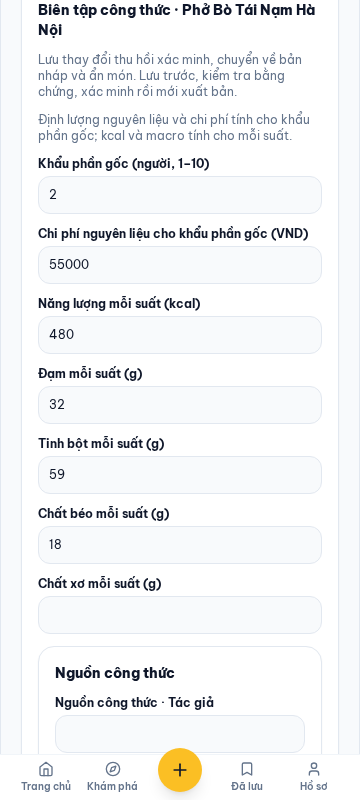 Biên tập công thức · Phở Bò Tái Nạm Hà
Nội
Lưu thay đổi thu hồi xác minh, chuyển về bản
nháp và ẩn món. Lưu trước, kiểm tra bằng
chứng, xác minh rồi mới xuất bản.
Định lượng nguyên liệu và chi phí tính cho khẩu
phần gốc; kcal và macro tính cho mỗi suất.
Khẩu phần gốc (người, 1–10)
2
Chi phí nguyên liệu cho khẩu phần gốc (VND)
55000
Năng lượng mỗi suất (kcal)
480
Đạm mỗi suất (g)
32
Tinh bột mỗi suất (g)
59
Chất béo mỗi suất (g)
18
Chất xơ mỗi suất (g)
Nguồn công thức
Nguồn công thức · Tác giả
Trang chủ
Khám phá
Đã lưu
Hồ sơ